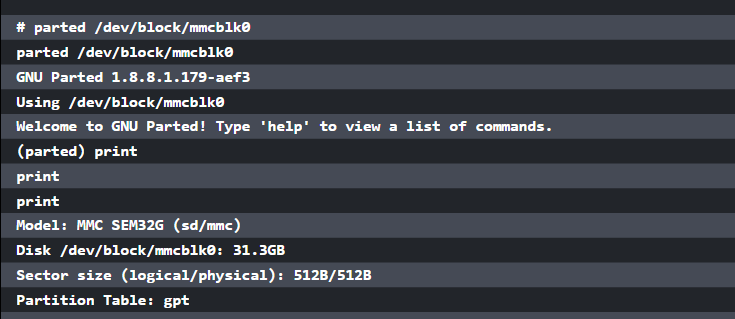 # parted /dev/block/mmcblk0
parted /dev/block/mmcblk0
GNU Parted 1.8.8.1.179-aef3
Using /dev/block/mmcblk0
Welcome to GNU Parted! Type 'help' to view a list of commands.
(parted) print
print
print
Model: MMC SEM32G (sd/mmc)
Disk /dev/block/mmcblk0: 31.3GB
Sector size (logical/physical): 512B/512B
Partition Table: gpt